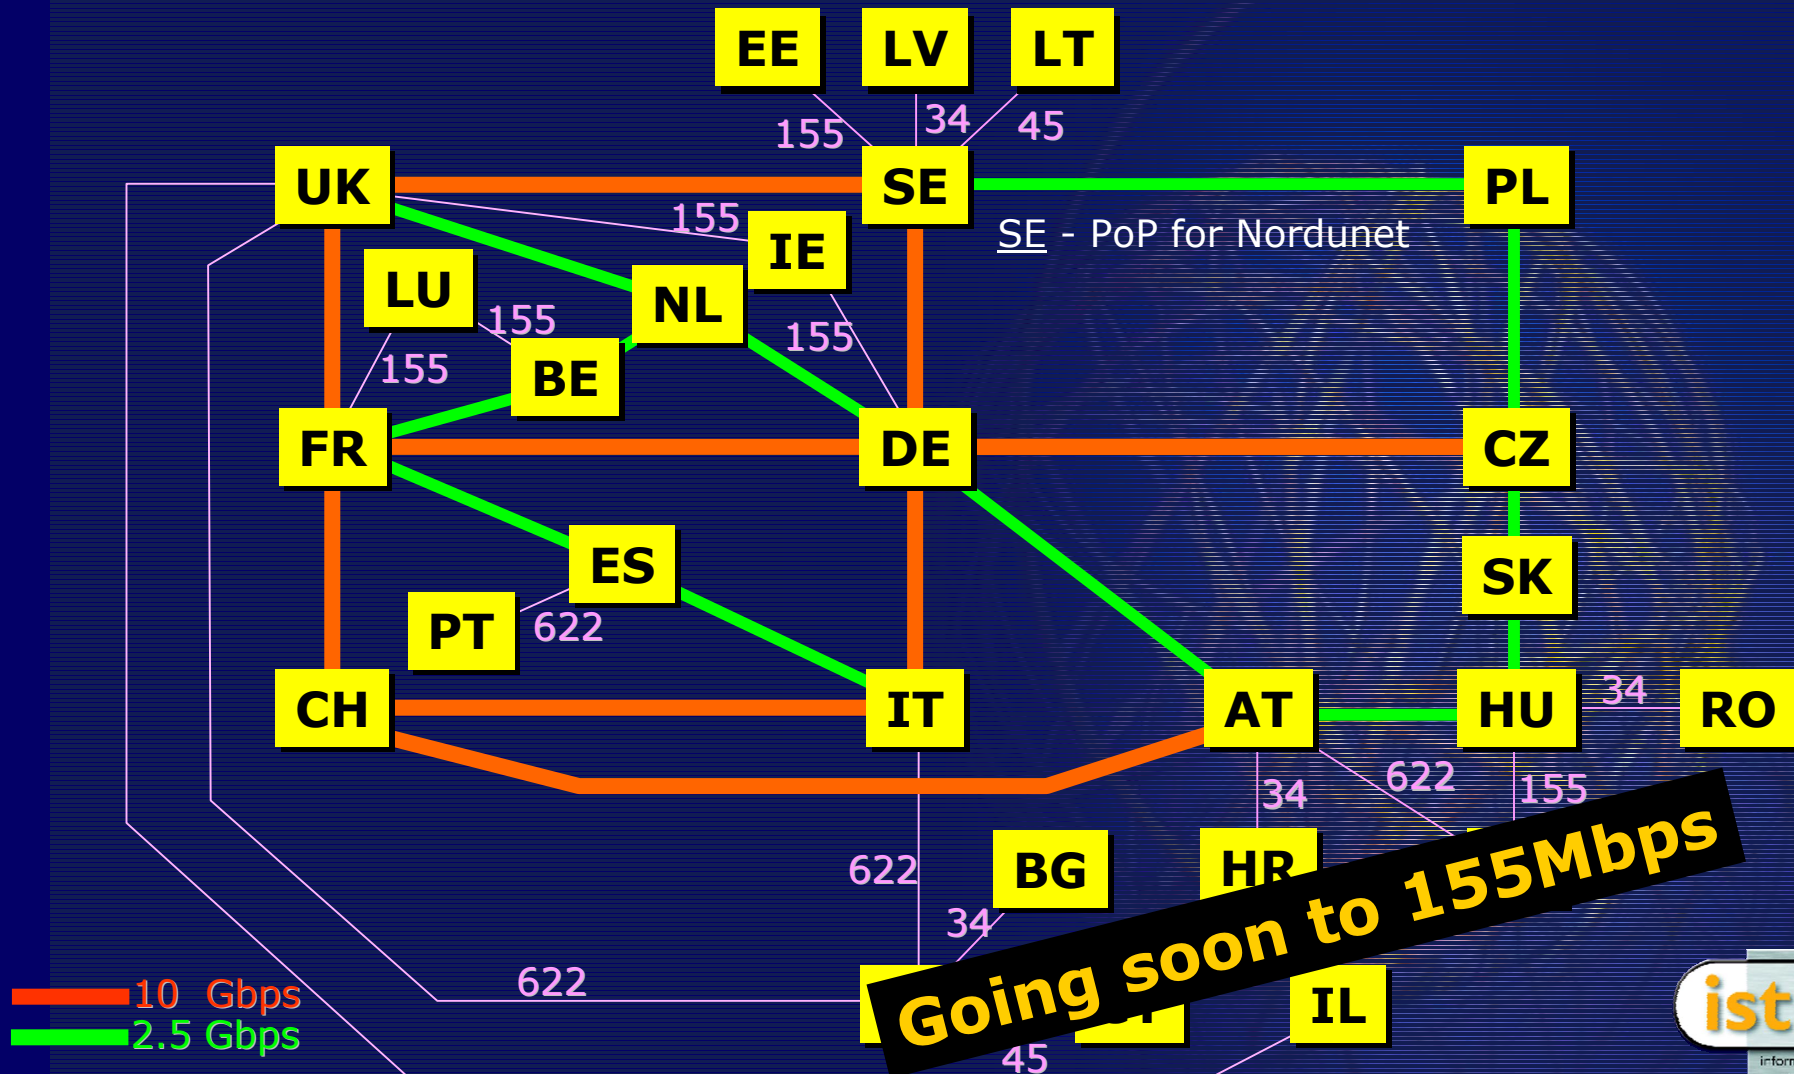 EE LV LT
155 34 45
UK SE PL
155 IE
SE - PoP for Nordunet
LU NL
155 155
155 BE
FR DE CZ
ES SK
PT 622
CH IT AT HU 34 RO
34 622 155
622 BG HR
34
Going soon to 155Mbps
622
10 Gbps
2.5 Gbps
IL
45
ist